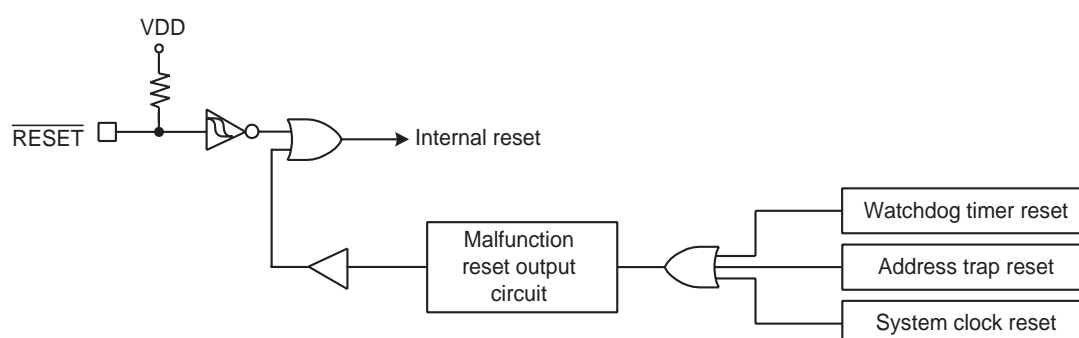 VDD
RESET
Internal reset
Watchdog timer reset
Malfunction
reset output
circuit
Address trap reset
System clock reset